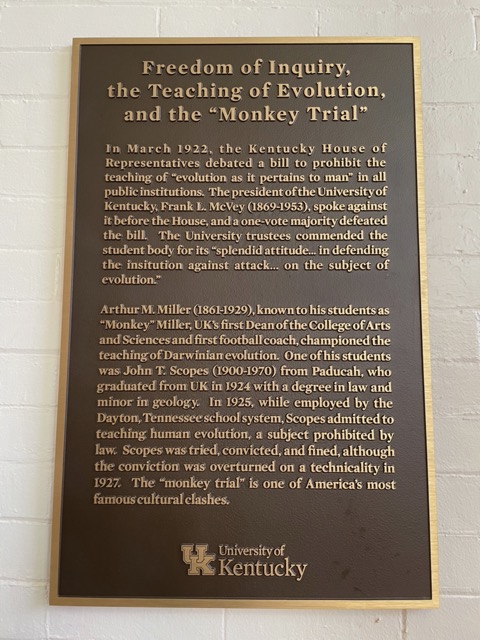 Freedom of Inquiry,
the Teaching of Evolution,
and the "Monkey Trial"
In March 1922, the Kentucky House of
Representatives debated a bill to prohibit the
teaching of "evolution as it pertains to man" in all
public institutions. The president of the University of
Kentucky, Frank L. McVey (1869-1953), spoke against
it before the House, and a one-vote majority defeated
the bill. The University trustees commended the
student body for its "splendid attitude... in defending
the insitution against attack... on the subject of
evolution."
Arthur M. Miller (1861-1929), known to his students as
"Monkey" Miller, UK's first Dean of the College of Arts
and Sciences and first football coach, championed the
teaching of Darwinian evolution. One of his students
was John T. Scopes (1900-1970) from Paducah, who
graduated from UK in 1924 with a degree in law and
minor in geology. In 1925, while employed by the
Dayton, Tennessee school system, Scopes admitted to
teaching human evolution, a subject prohibited by
law. Scopes was tried, convicted, and fined, although
the conviction was overturned on a technicality in
1927. The "monkey trial" is one of America's most
famous cultural clashes.
UK University of
Kentucky